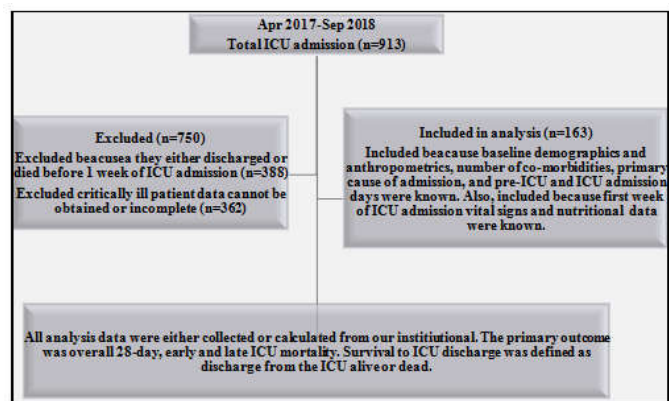 Apr 2017-Sep 2018
Total ICU admission (n=913)
Excluded (n=750)
Excluded beacusea they either discharged or
died before 1 week of ICU admission (n=388)
Excluded critically ill patient data cannot be
obtained or incomplete (n=362)
Included in analysis (n=163)
Included beacause baseline demographics and
anthropometrics, number of co-morbidities, primary
cause of admission, and pre-ICU and ICU admission
days were known. Also, included because first week
of ICU admission vital signs and nutritional data
were known.
All analysis data were either collected or calculated from our institiutional. The primary outcome
was overall 28-day, early and late ICU mortality. Survival to ICU discharge was defined as
discharge from the ICU alive or dead.